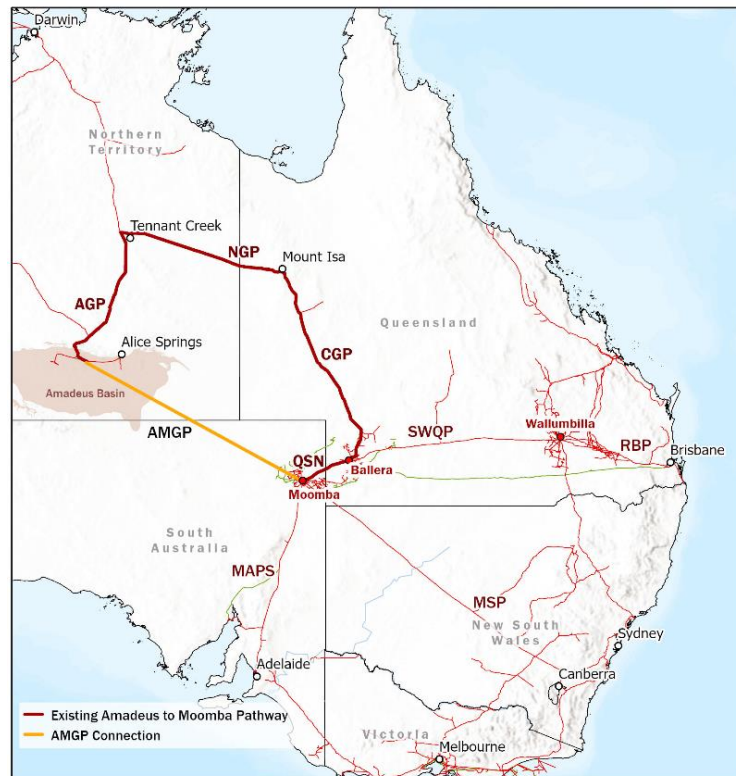 Darwin
Northern
Territory
Tennant Creek
NGP
Mount Isa
AGP
Queensland
Alice Springs
CGP
Amadeus Basin
AMGP
SWQP
Wallumbilla
RBP
Brisbane
QSN
Ballera
Moomba
South
Australia
MAPS
MSP
New South
Wales
Sydney
Adelaide
Canberra
Existing Amadeus to Moomba Pathway
AMGP Connection
Victoria
Melbourne